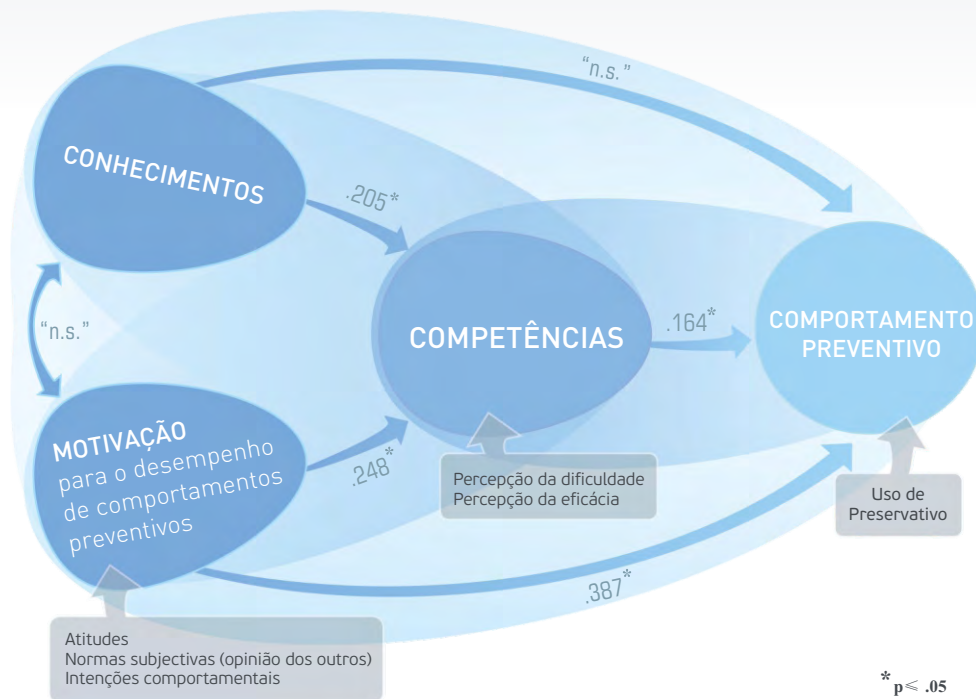 "n.s."
CONHECIMENTOS
.205*
"n.s."
COMPETÊNCIAS
.164*
COMPORTAMENTO
PREVENTIVO
MOTIVAÇÃO
para o desempenho
de comportamentos
preventivos
.248*
Percepção da dificuldade
Percepção da eficácia
Uso de
Preservativo
.387*
Atitudes
Normas subjectivas (opinião dos outros)
Intenções comportamentais
* p≤ .05